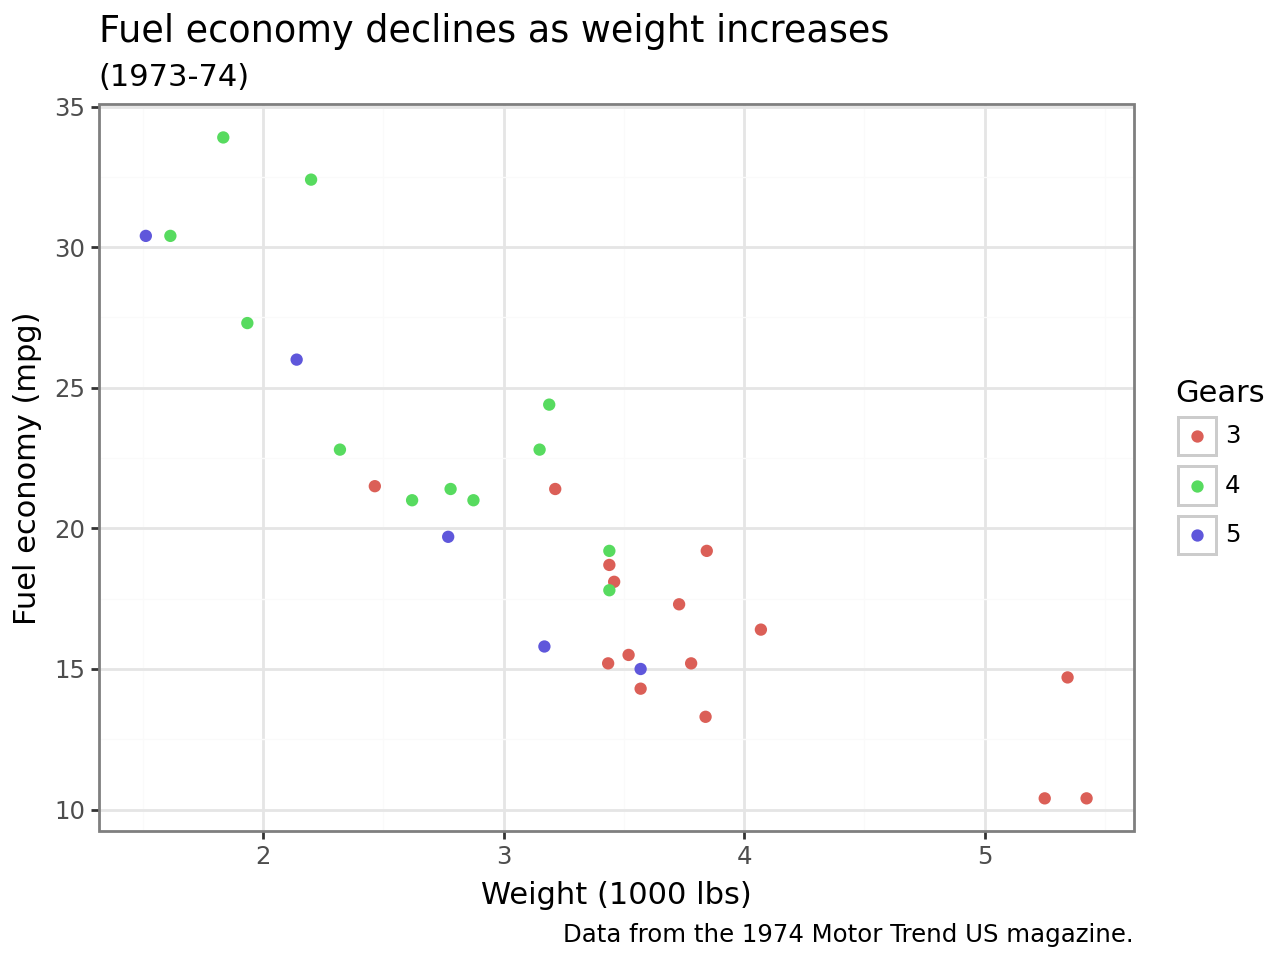 Fuel economy declines as weight increases
(1973-74)
35
30
25
20
15
10
Fuel economy (mpg)
2 3 4 5
Weight (1000 lbs)
Data from the 1974 Motor Trend US magazine.
Gears
3
4
5